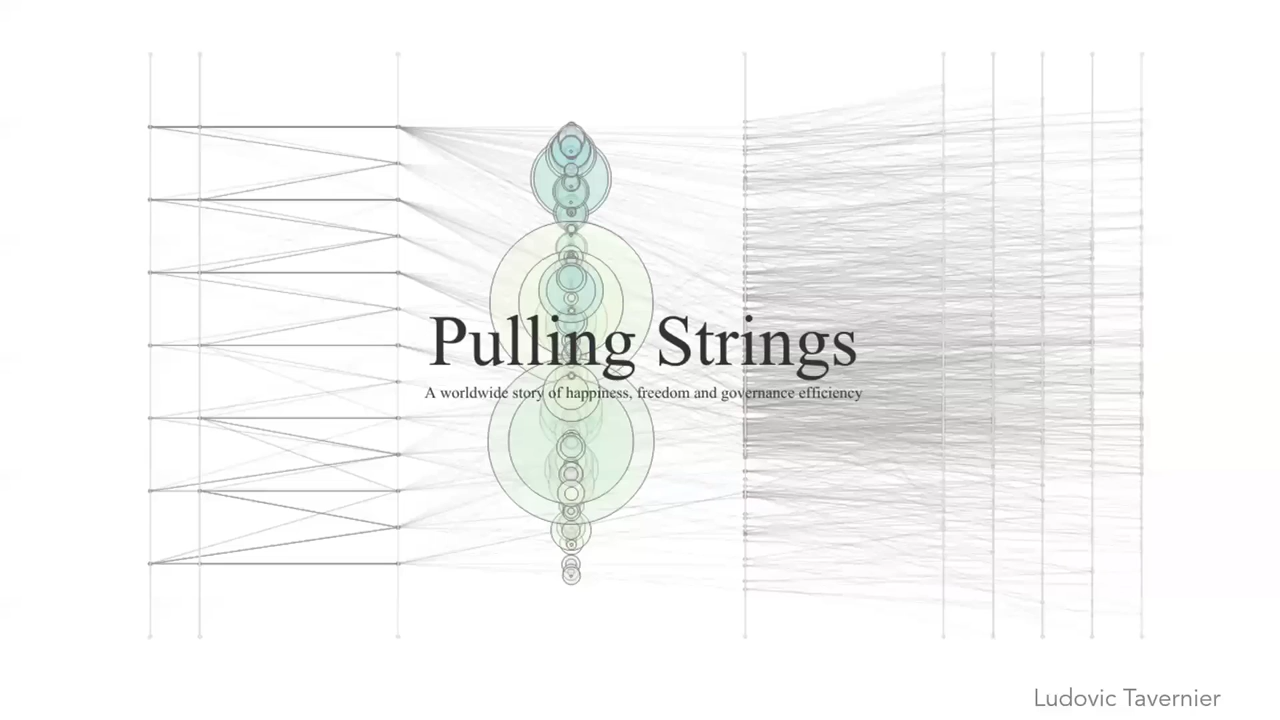 Pulling Strings
A worldwide story of happiness, freedom and governance efficiency
Ludovic Tavernier